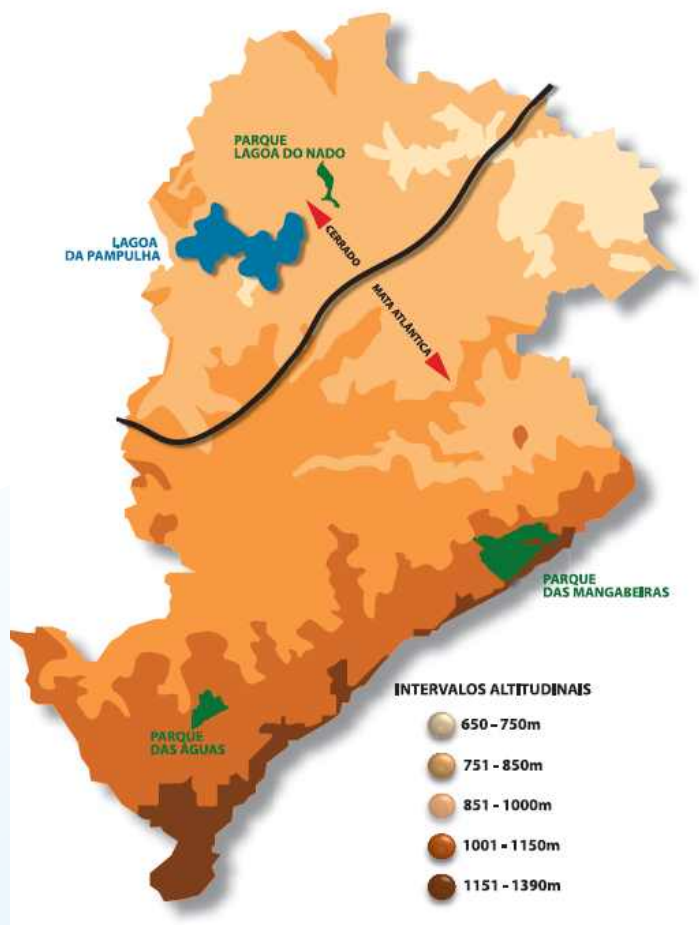 PARQUE
LAGOA DO NADO
LAGOA
DA PAMPULHA
CERRADO
MATA ATLÂNTICA
PARQUE
DAS MANGABEIRAS
PARQUE
DAS ÁGUAS
INTERVALOS ALTITUDINAIS
650 - 750m
751 - 850m
851 - 1000m
1001 - 1150m
1151 - 1390m